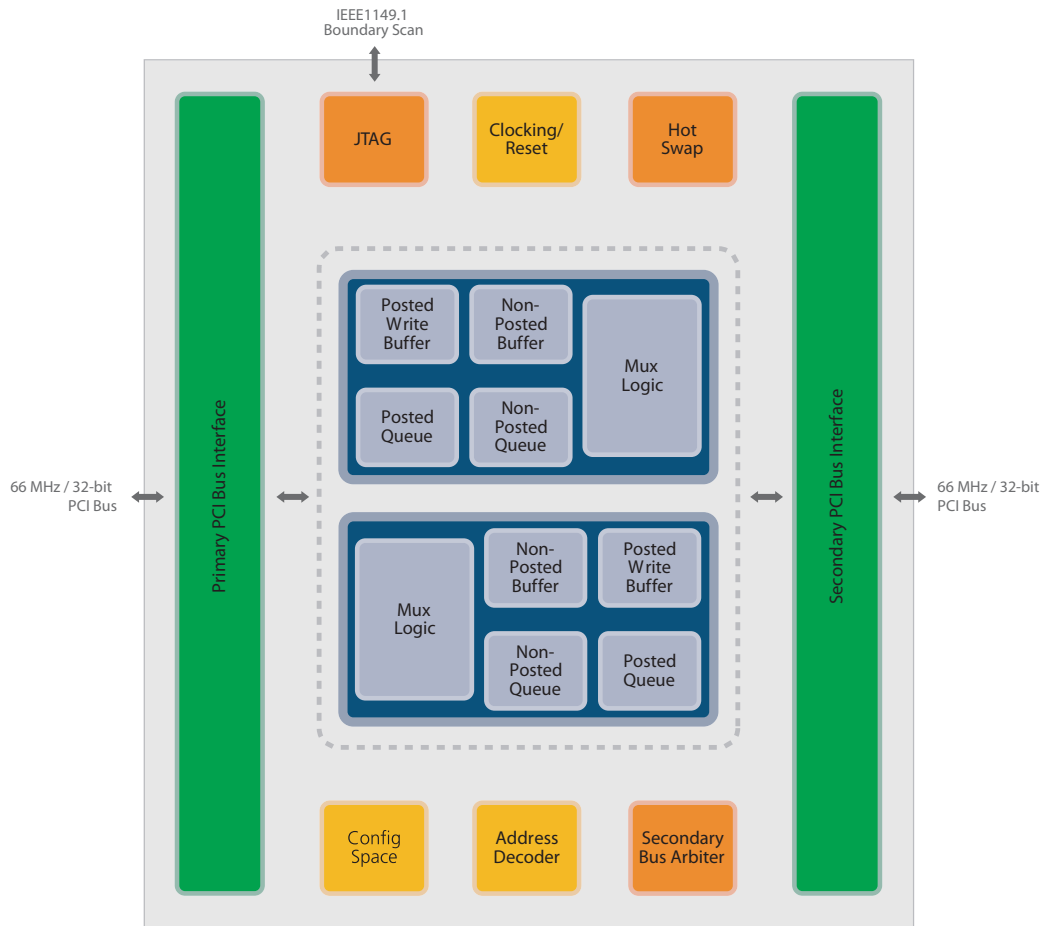 IEEE1149.1
Boundary Scan
JTAG
Clocking/
Reset
Hot
Swap
Posted
Write
Buffer
Non-
Posted
Buffer
Mux
Logic
Posted
Queue
Non-
Posted
Queue
66 MHz / 32-bit
PCI Bus
Primary PCI Bus Interface
Secondary PCI Bus Interface
66 MHz / 32-bit
PCI Bus
Mux
Logic
Non-
Posted
Buffer
Posted
Write
Buffer
Non-
Posted
Queue
Posted
Queue
Config
Space
Address
Decoder
Secondary
Bus Arbiter